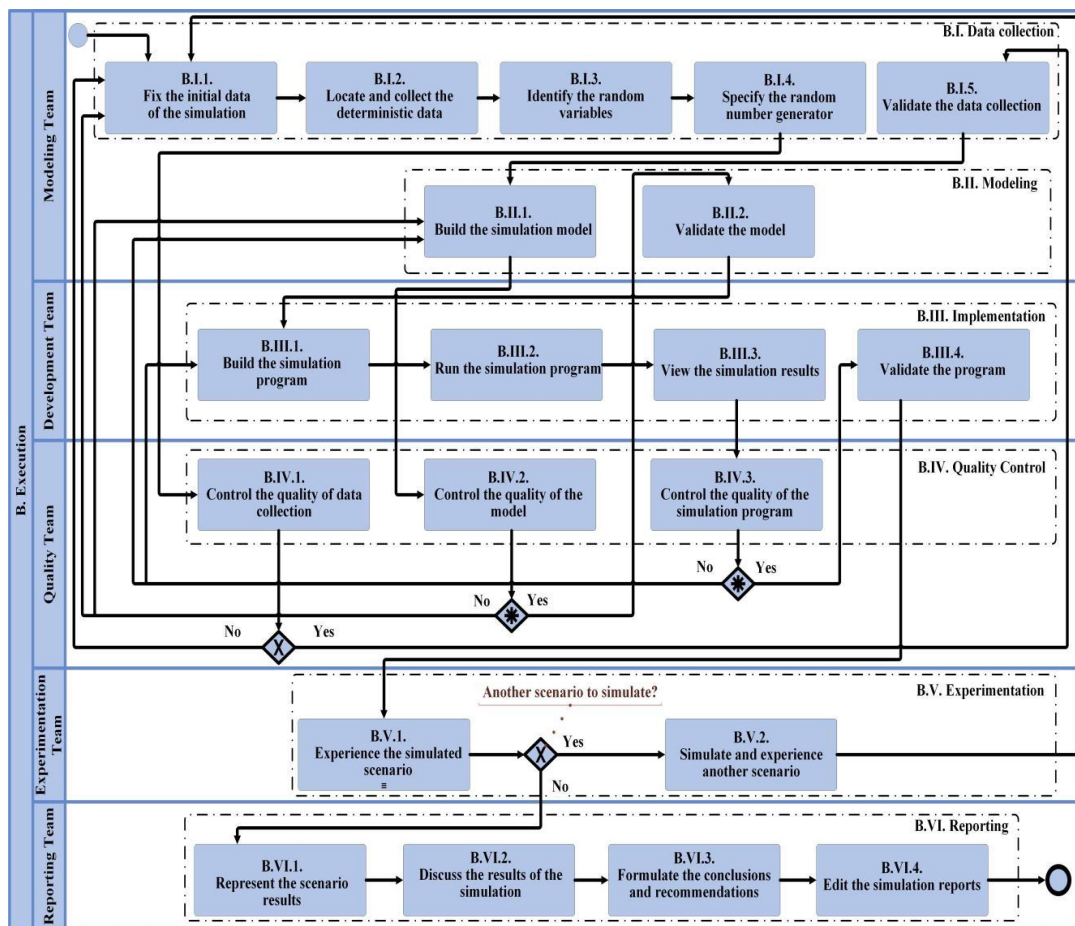 B. Execution
Modeling Team
B.I. Data collection
B.I.1.
Fix the initial data
of the simulation
B.I.2.
Locate and collect the
deterministic data
B.I.3.
Identify the random
variables
B.I.4.
Specify the random
number generator
B.I.5.
Validate the data collection
B.II. Modeling
B.II.1.
Build the simulation model
B.II.2.
Validate the model
Development Team
B.III. Implementation
B.III.1.
Build the simulation
program
B.III.2.
Run the simulation program
B.III.3.
View the simulation results
B.III.4.
Validate the program
Quality Team
B.IV. Quality Control
B.IV.1.
Control the quality of data
collection
B.IV.2.
Control the quality of the
model
B.IV.3.
Control the quality of the
simulation program
No
Yes
No
Yes
No
Yes
Experimentation
Team
B.V. Experimentation
Another scenario to simulate?
B.V.1.
Experience the simulated
scenario
Yes
No
B.V.2.
Simulate and experience
another scenario
Reporting Team
B.VI. Reporting
B.VI.1.
Represent the scenario
results
B.VI.2.
Discuss the results of the
simulation
B.VI.3.
Formulate the conclusions
and recommendations
B.VI.4.
Edit the simulation reports